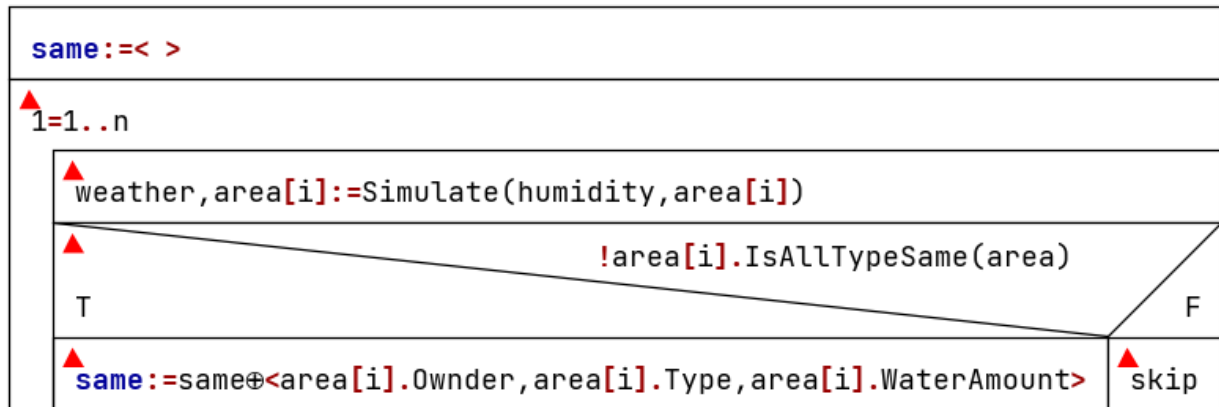 same:=< >
1=1..n
weather,area[i]:=Simulate(humidity,area[i])
!area[i].IsAllTypeSame(area)
T F
same:=same⊕<area[i].Ownder,area[i].Type,area[i].WaterAmount> skip